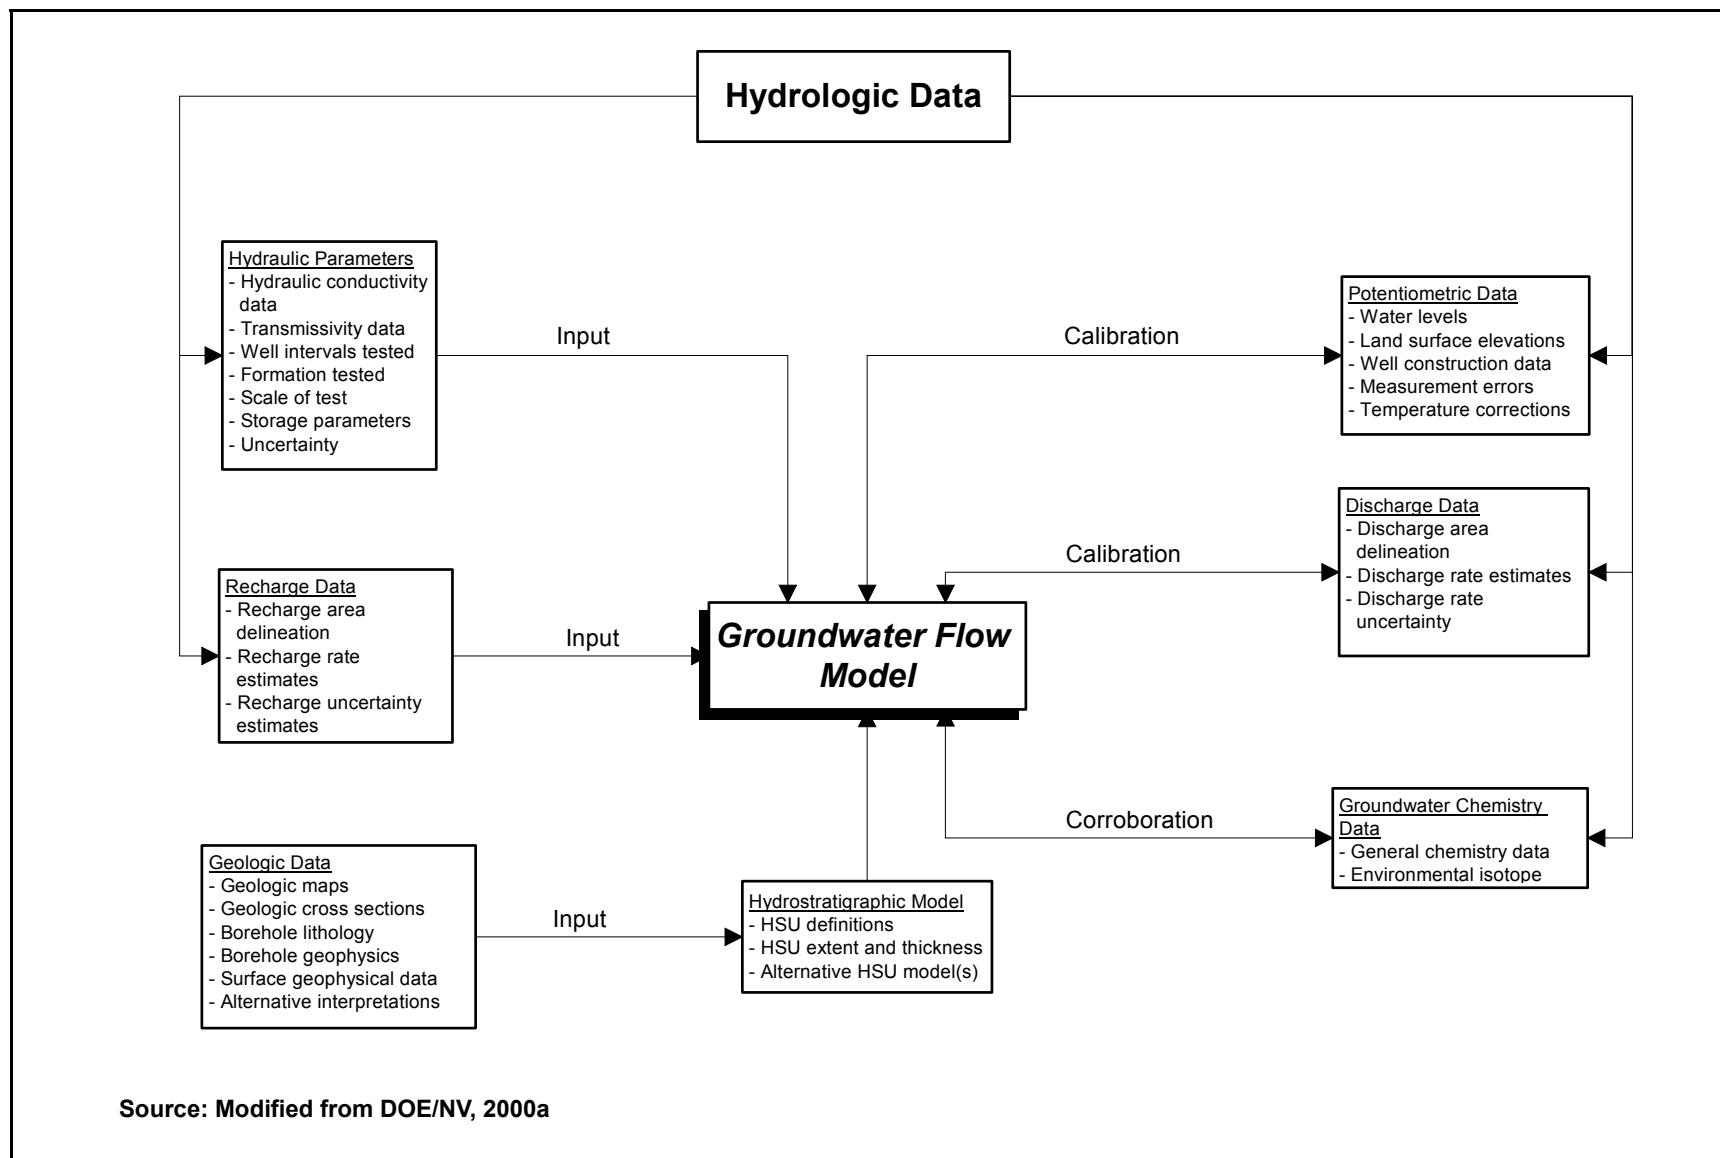 Hydrologic Data
Hydraulic Parameters
- Hydraulic conductivity
data
- Transmissivity data
- Well intervals tested
- Formation tested
- Scale of test
- Storage parameters
- Uncertainty
Input
Calibration
Potentiometric Data
- Water levels
- Land surface elevations
- Well construction data
- Measurement errors
- Temperature corrections
Discharge Data
- Discharge area
delineation
- Discharge rate estimates
- Discharge rate
uncertainty
Calibration
Recharge Data
- Recharge area
delineation
- Recharge rate
estimates
- Recharge uncertainty
estimates
Input
Groundwater Flow
Model
Corroboration
Groundwater Chemistry
Data
- General chemistry data
- Environmental isotope
Geologic Data
- Geologic maps
- Geologic cross sections
- Borehole lithology
- Borehole geophysics
- Surface geophysical data
- Alternative interpretations
Input
Hydrostratigraphic Model
- HSU definitions
- HSU extent and thickness
- Alternative HSU model(s)
Source: Modified from DOE/NV, 2000a